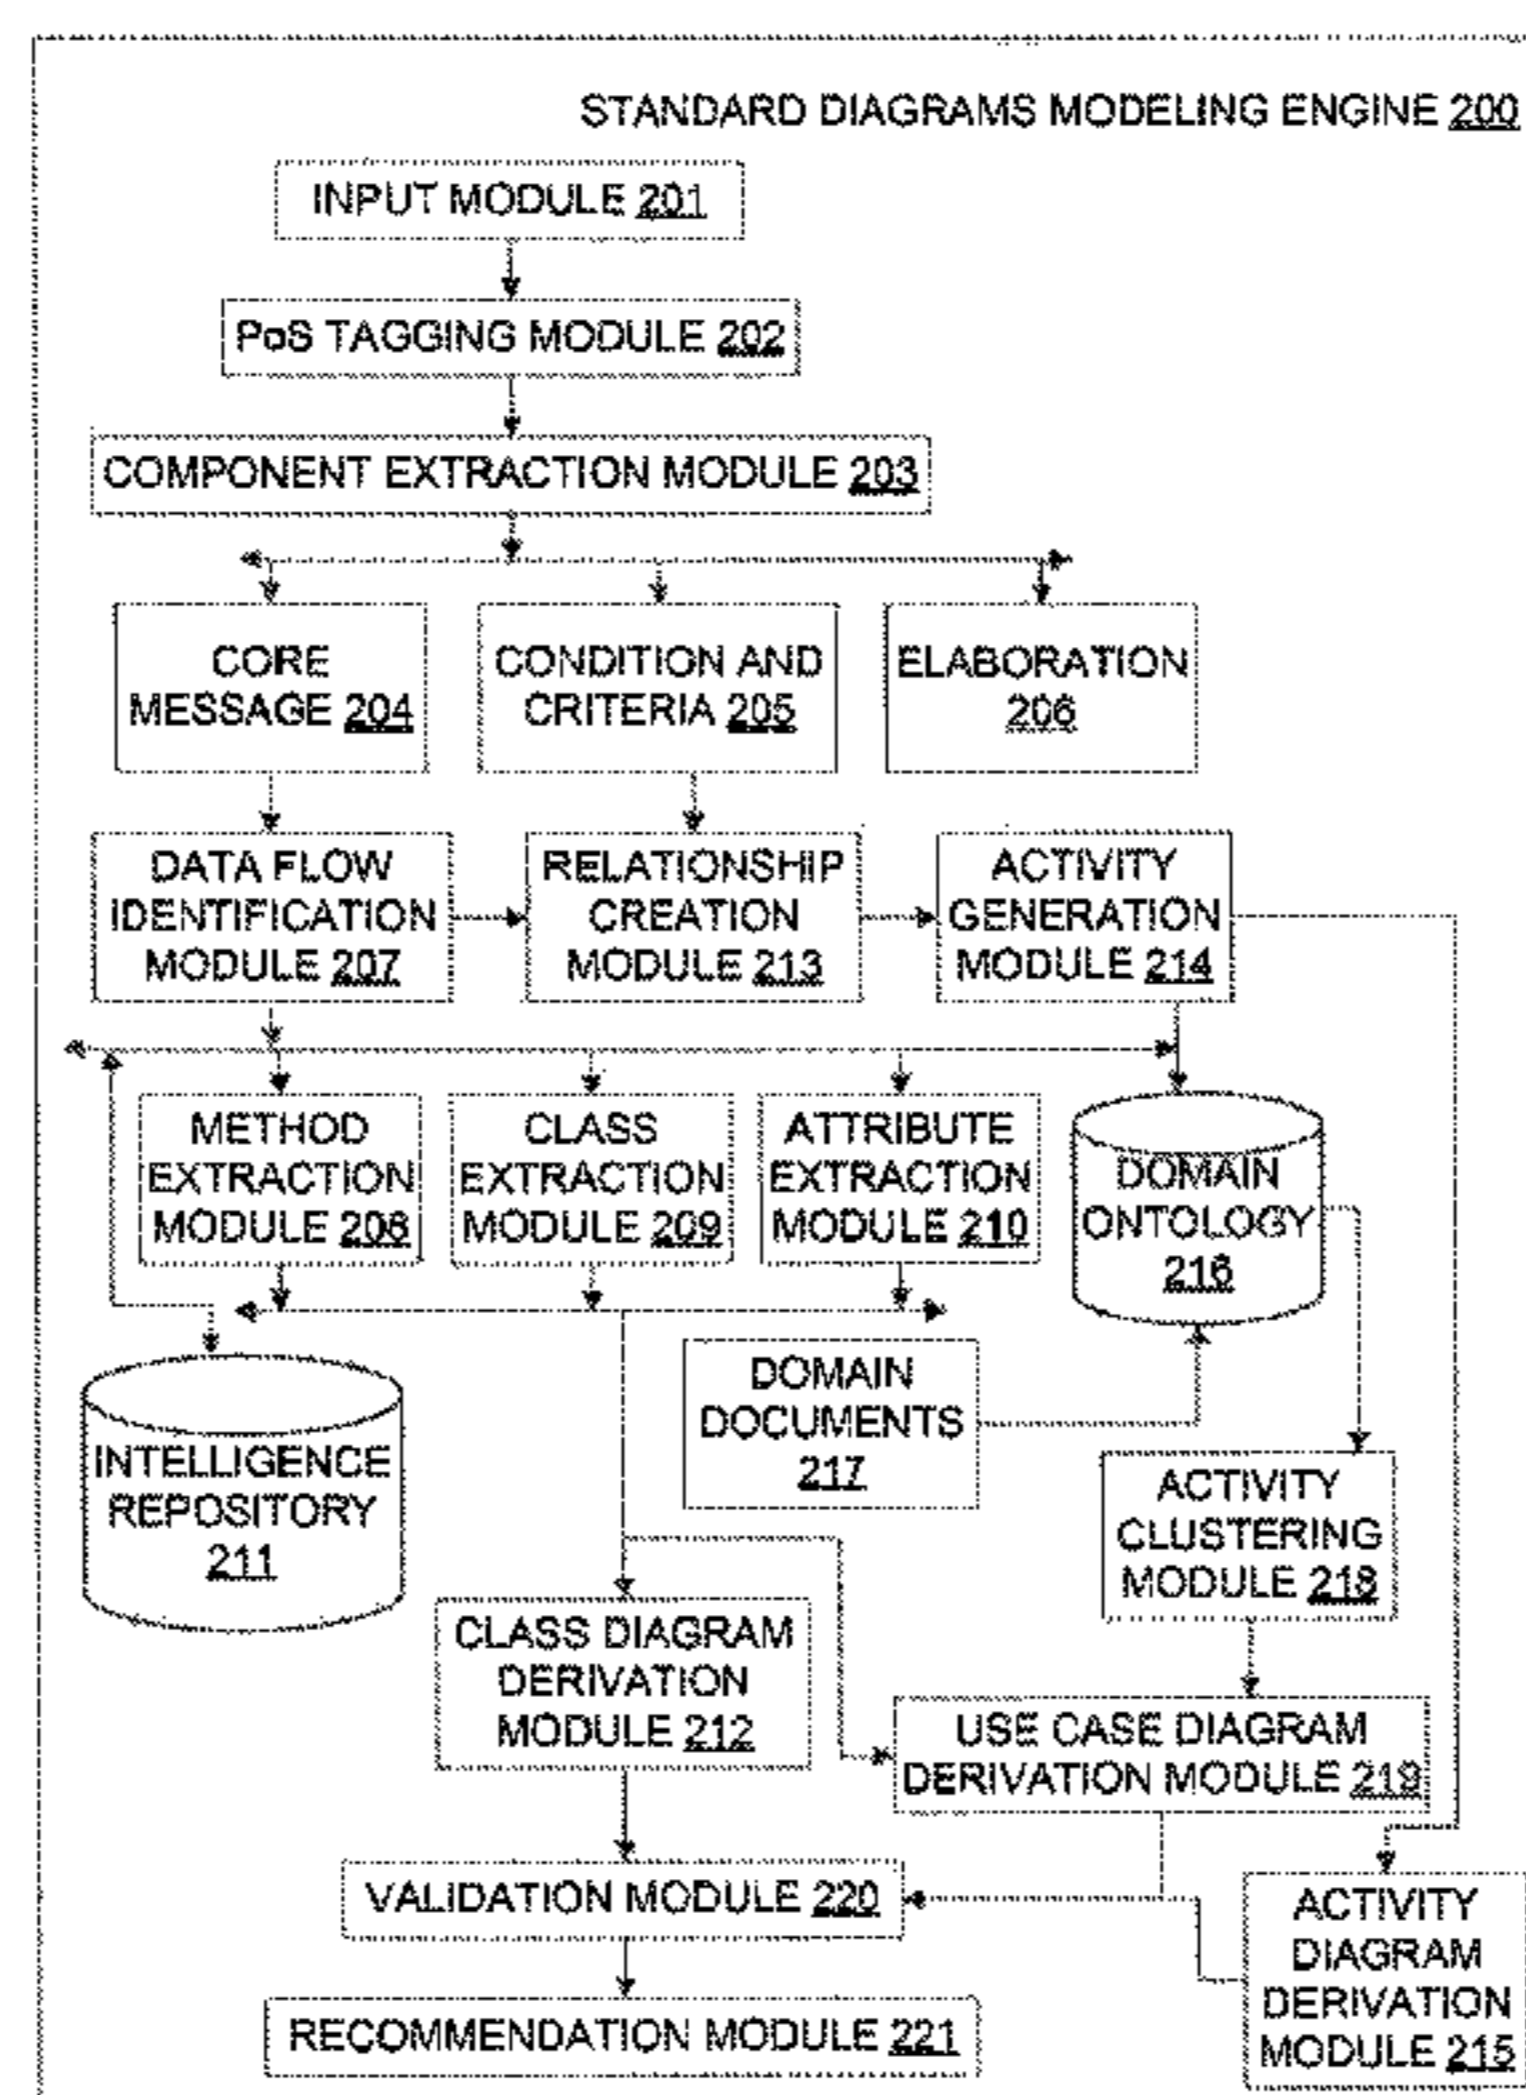 STANDARD DIAGRAMS MODELING ENGINE 200
INPUT MODULE 201
PoS TAGGING MODULE 202
COMPONENT EXTRACTION MODULE 203
CORE
MESSAGE 204
CONDITION AND
CRITERIA 205
ELABORATION
206
DATA FLOW
IDENTIFICATION
MODULE 207
RELATIONSHIP
CREATION
MODULE 213
ACTIVITY
GENERATION
MODULE 214
METHOD
EXTRACTION
MODULE 208
CLASS
EXTRACTION
MODULE 209
ATTRIBUTE
EXTRACTION
MODULE 210
DOMAIN
ONTOLOGY
216
INTELLIGENCE
REPOSITORY
211
DOMAIN
DOCUMENTS
217
ACTIVITY
CLUSTERING
MODULE 218
CLASS DIAGRAM
DERIVATION
MODULE 212
USE CASE DIAGRAM
DERIVATION MODULE 219
VALIDATION MODULE 220
ACTIVITY
DIAGRAM
DERIVATION
MODULE 215
RECOMMENDATION MODULE 221